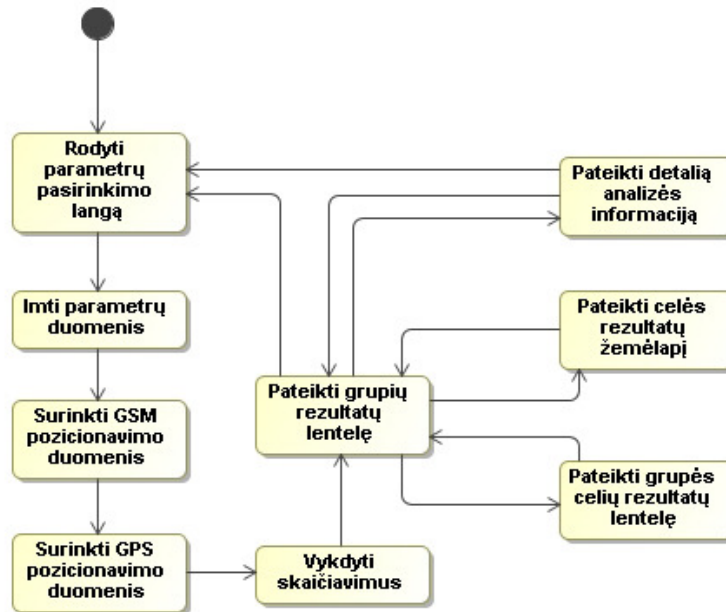 Rodyti
parametrų
pasirinkimo
langą
Pateikti detalią
analizės
informaciją
Imti parametrų
duomenis
Pateikti celės
rezultatų
žemėlapį
Pateikti grupių
rezultatų
lentelę
Surinkti GSM
pozicionavimo
duomenis
Pateikti grupės
celių rezultatų
lentelę
Surinkti GPS
pozicionavimo
duomenis
Vykdyti
skaičiavimus